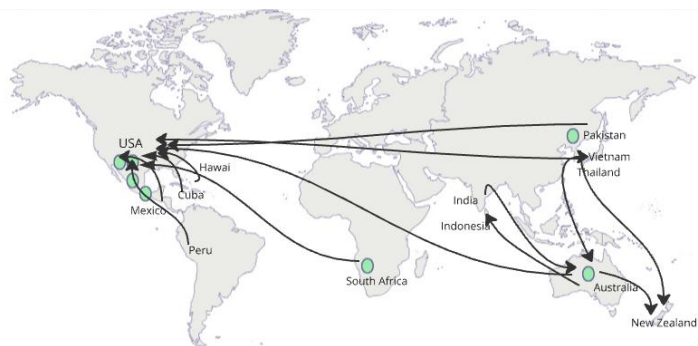 USA
Pakistan
Vietnam
Thailand
Hawai
Cuba
Mexico
India
Indonesia
Peru
South Africa
Australia
New Zealand